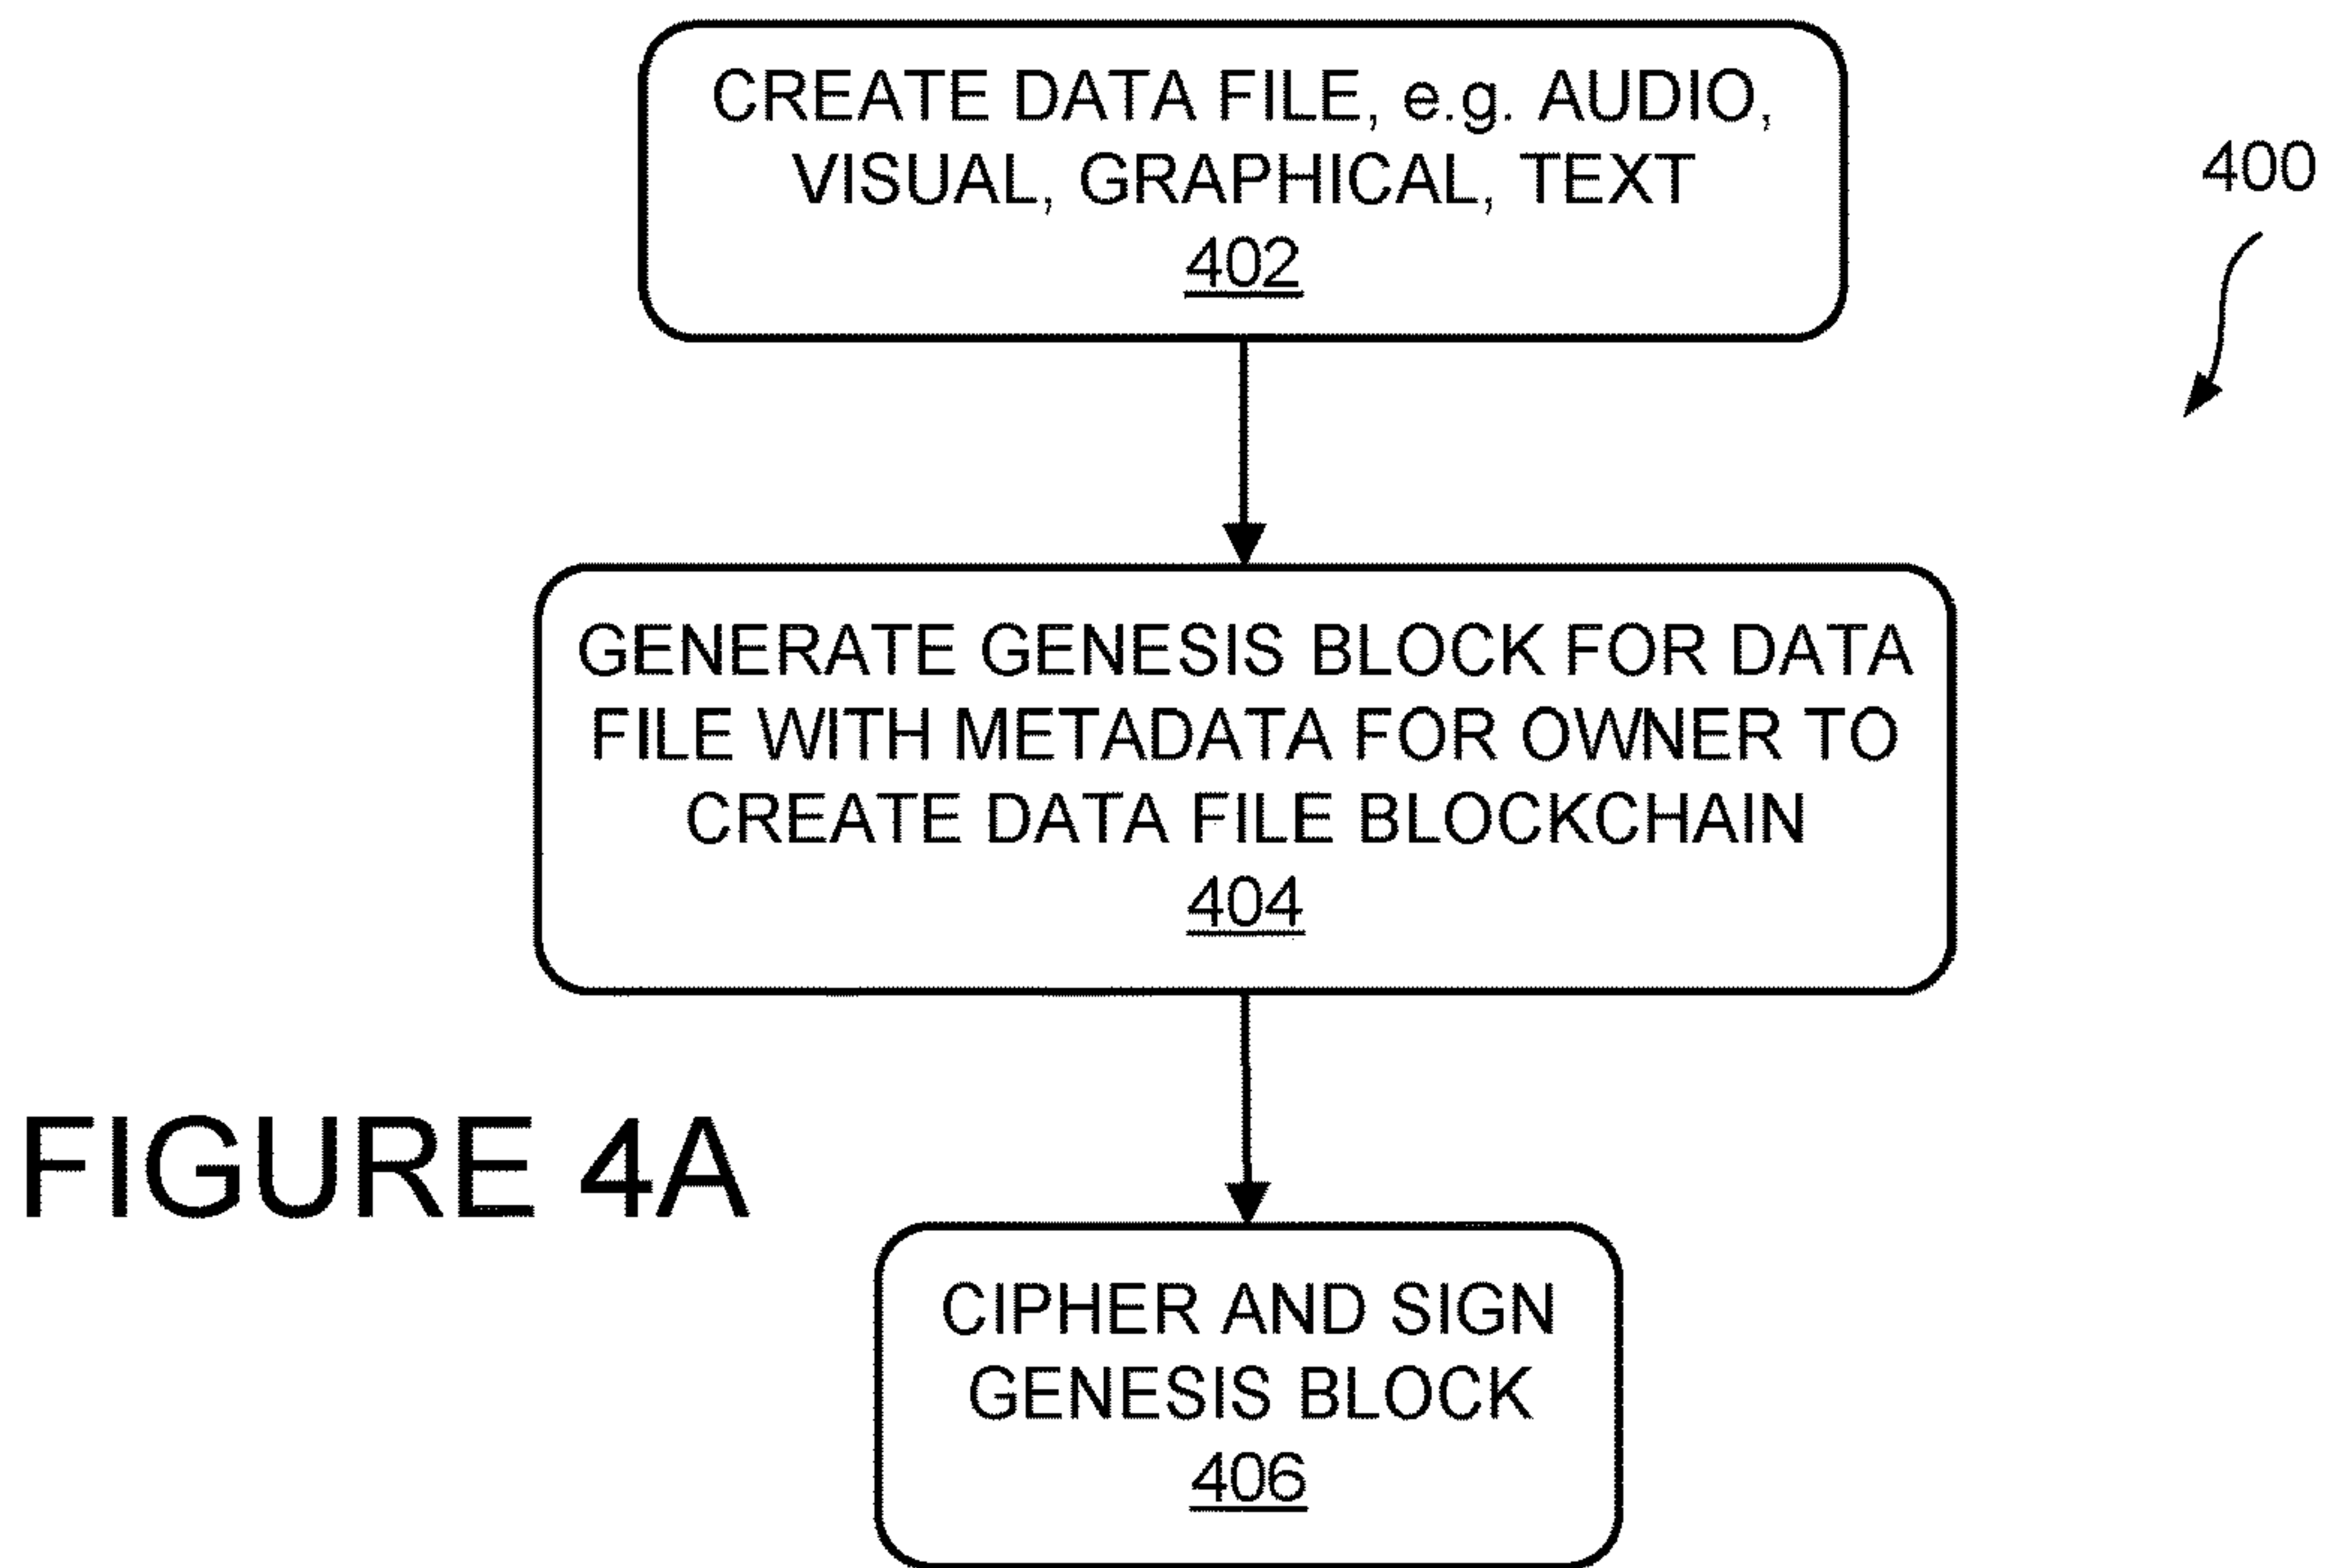 CREATE DATA FILE, e.g. AUDIO,
VISUAL, GRAPHICAL, TEXT
402
400
GENERATE GENESIS BLOCK FOR DATA
FILE WITH METADATA FOR OWNER TO
CREATE DATA FILE BLOCKCHAIN
404
FIGURE 4A
CIPHER AND SIGN
GENESIS BLOCK
406